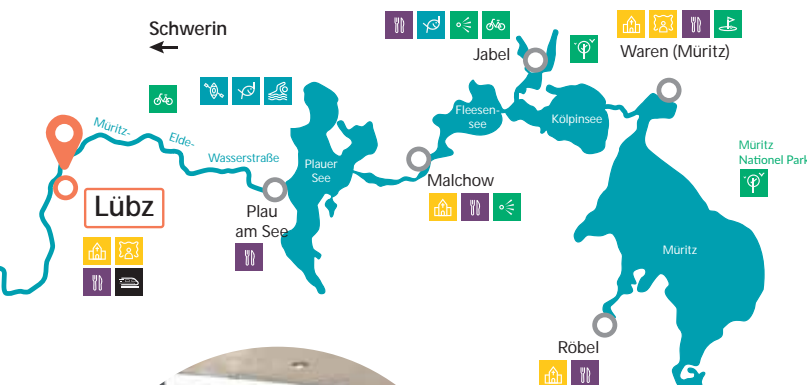 Schwerin
Jabel
Waren (Müritz)
Fleesen-
see
Kölpinsee
Müritz-
Elde-
Wasserstraße
Plauer
See
Müritz
Nationel Park
Malchow
Lübz
Plau
am See
Müritz
Röbel